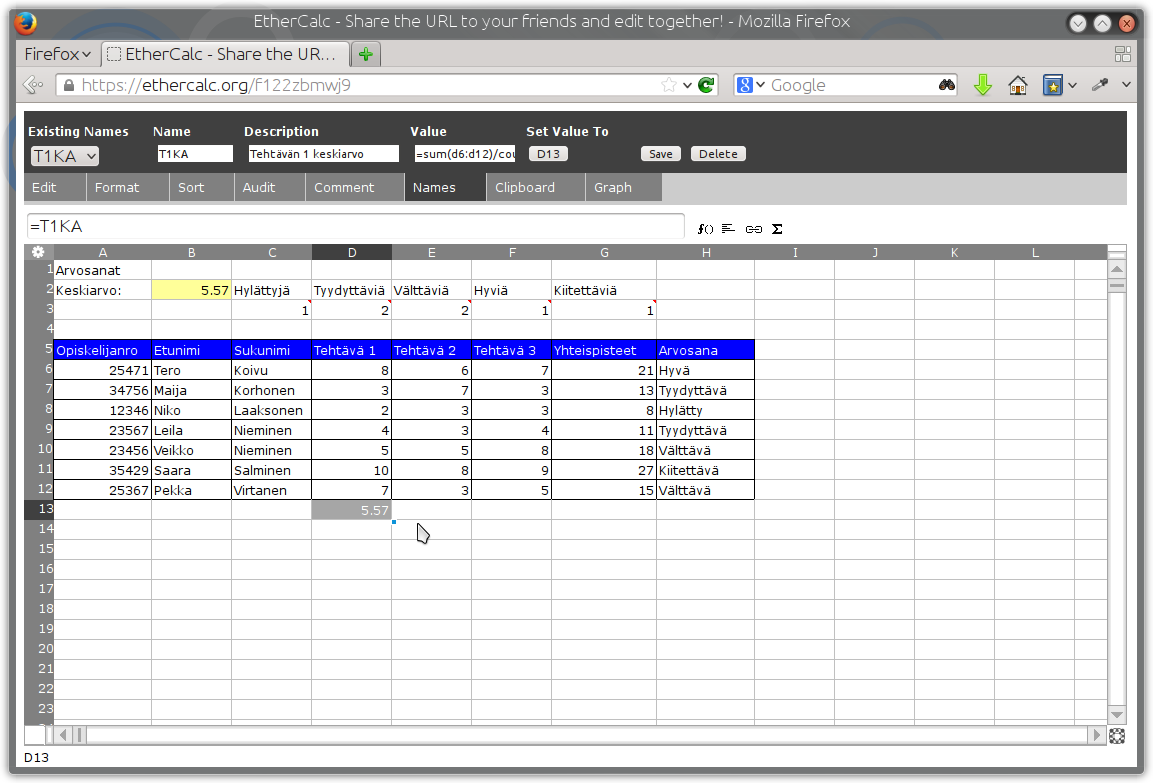 EtherCalc - Share the URL to your friends and edit together! - Mozilla Firefox
Firefox EtherCalc - Share the UR...
https://ethercalc.org/f122zbmwj9 Google
Existing Names Name Description Value Set Value To
T1KA T1KA Tehtävän 1 keskiarvo =sum(d6:d12)/cou D13 Save Delete
Edit Format Sort Audit Comment Names Clipboard Graph
=T1KA f() Σ
A B C D E F G H I J K L
1 Arvosanat
2 Keskiarvo: 5.57 Hylättyjä Tyydyttäviä Välttäviä Hyviä Kiitettäviä
3 1 2 2 1 1
4
5 Opiskelijanro Etunimi Sukunimi Tehtävä 1 Tehtävä 2 Tehtävä 3 Yhteispisteet Arvosana
6 25471 Tero Koivu 8 6 7 21 Hyvä
7 34756 Maija Korhonen 3 7 3 13 Tyydyttävä
8 12346 Niko Laaksonen 2 3 3 8 Hylätty
9 23567 Leila Nieminen 4 3 4 11 Tyydyttävä
10 23456 Veikko Nieminen 5 5 8 18 Välttävä
11 35429 Saara Salminen 10 8 9 27 Kiitettävä
12 25367 Pekka Virtanen 7 3 5 15 Välttävä
13 5.57
14
15
16
17
18
19
20
21
22
23
D13